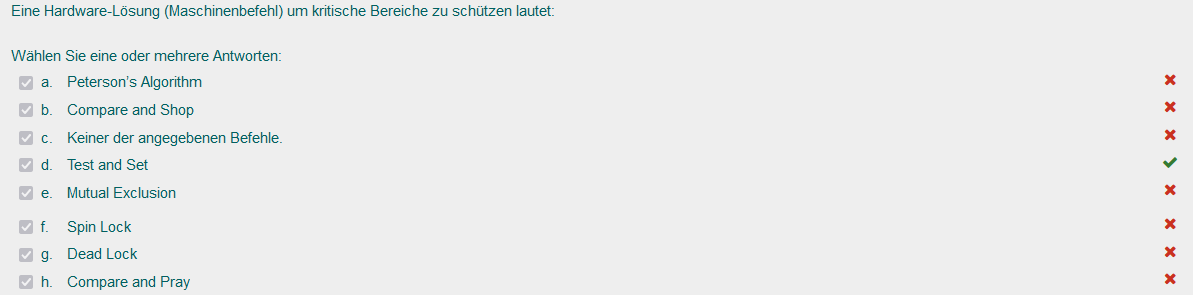 Eine Hardware-Lösung (Maschinenbefehl) um kritische Bereiche zu schützen lautet:
Wählen Sie eine oder mehrere Antworten:
a. Peterson's Algorithm
b. Compare and Shop
c. Keiner der angegebenen Befehle.
d. Test and Set
e. Mutual Exclusion
f. Spin Lock
g. Dead Lock
h. Compare and Pray